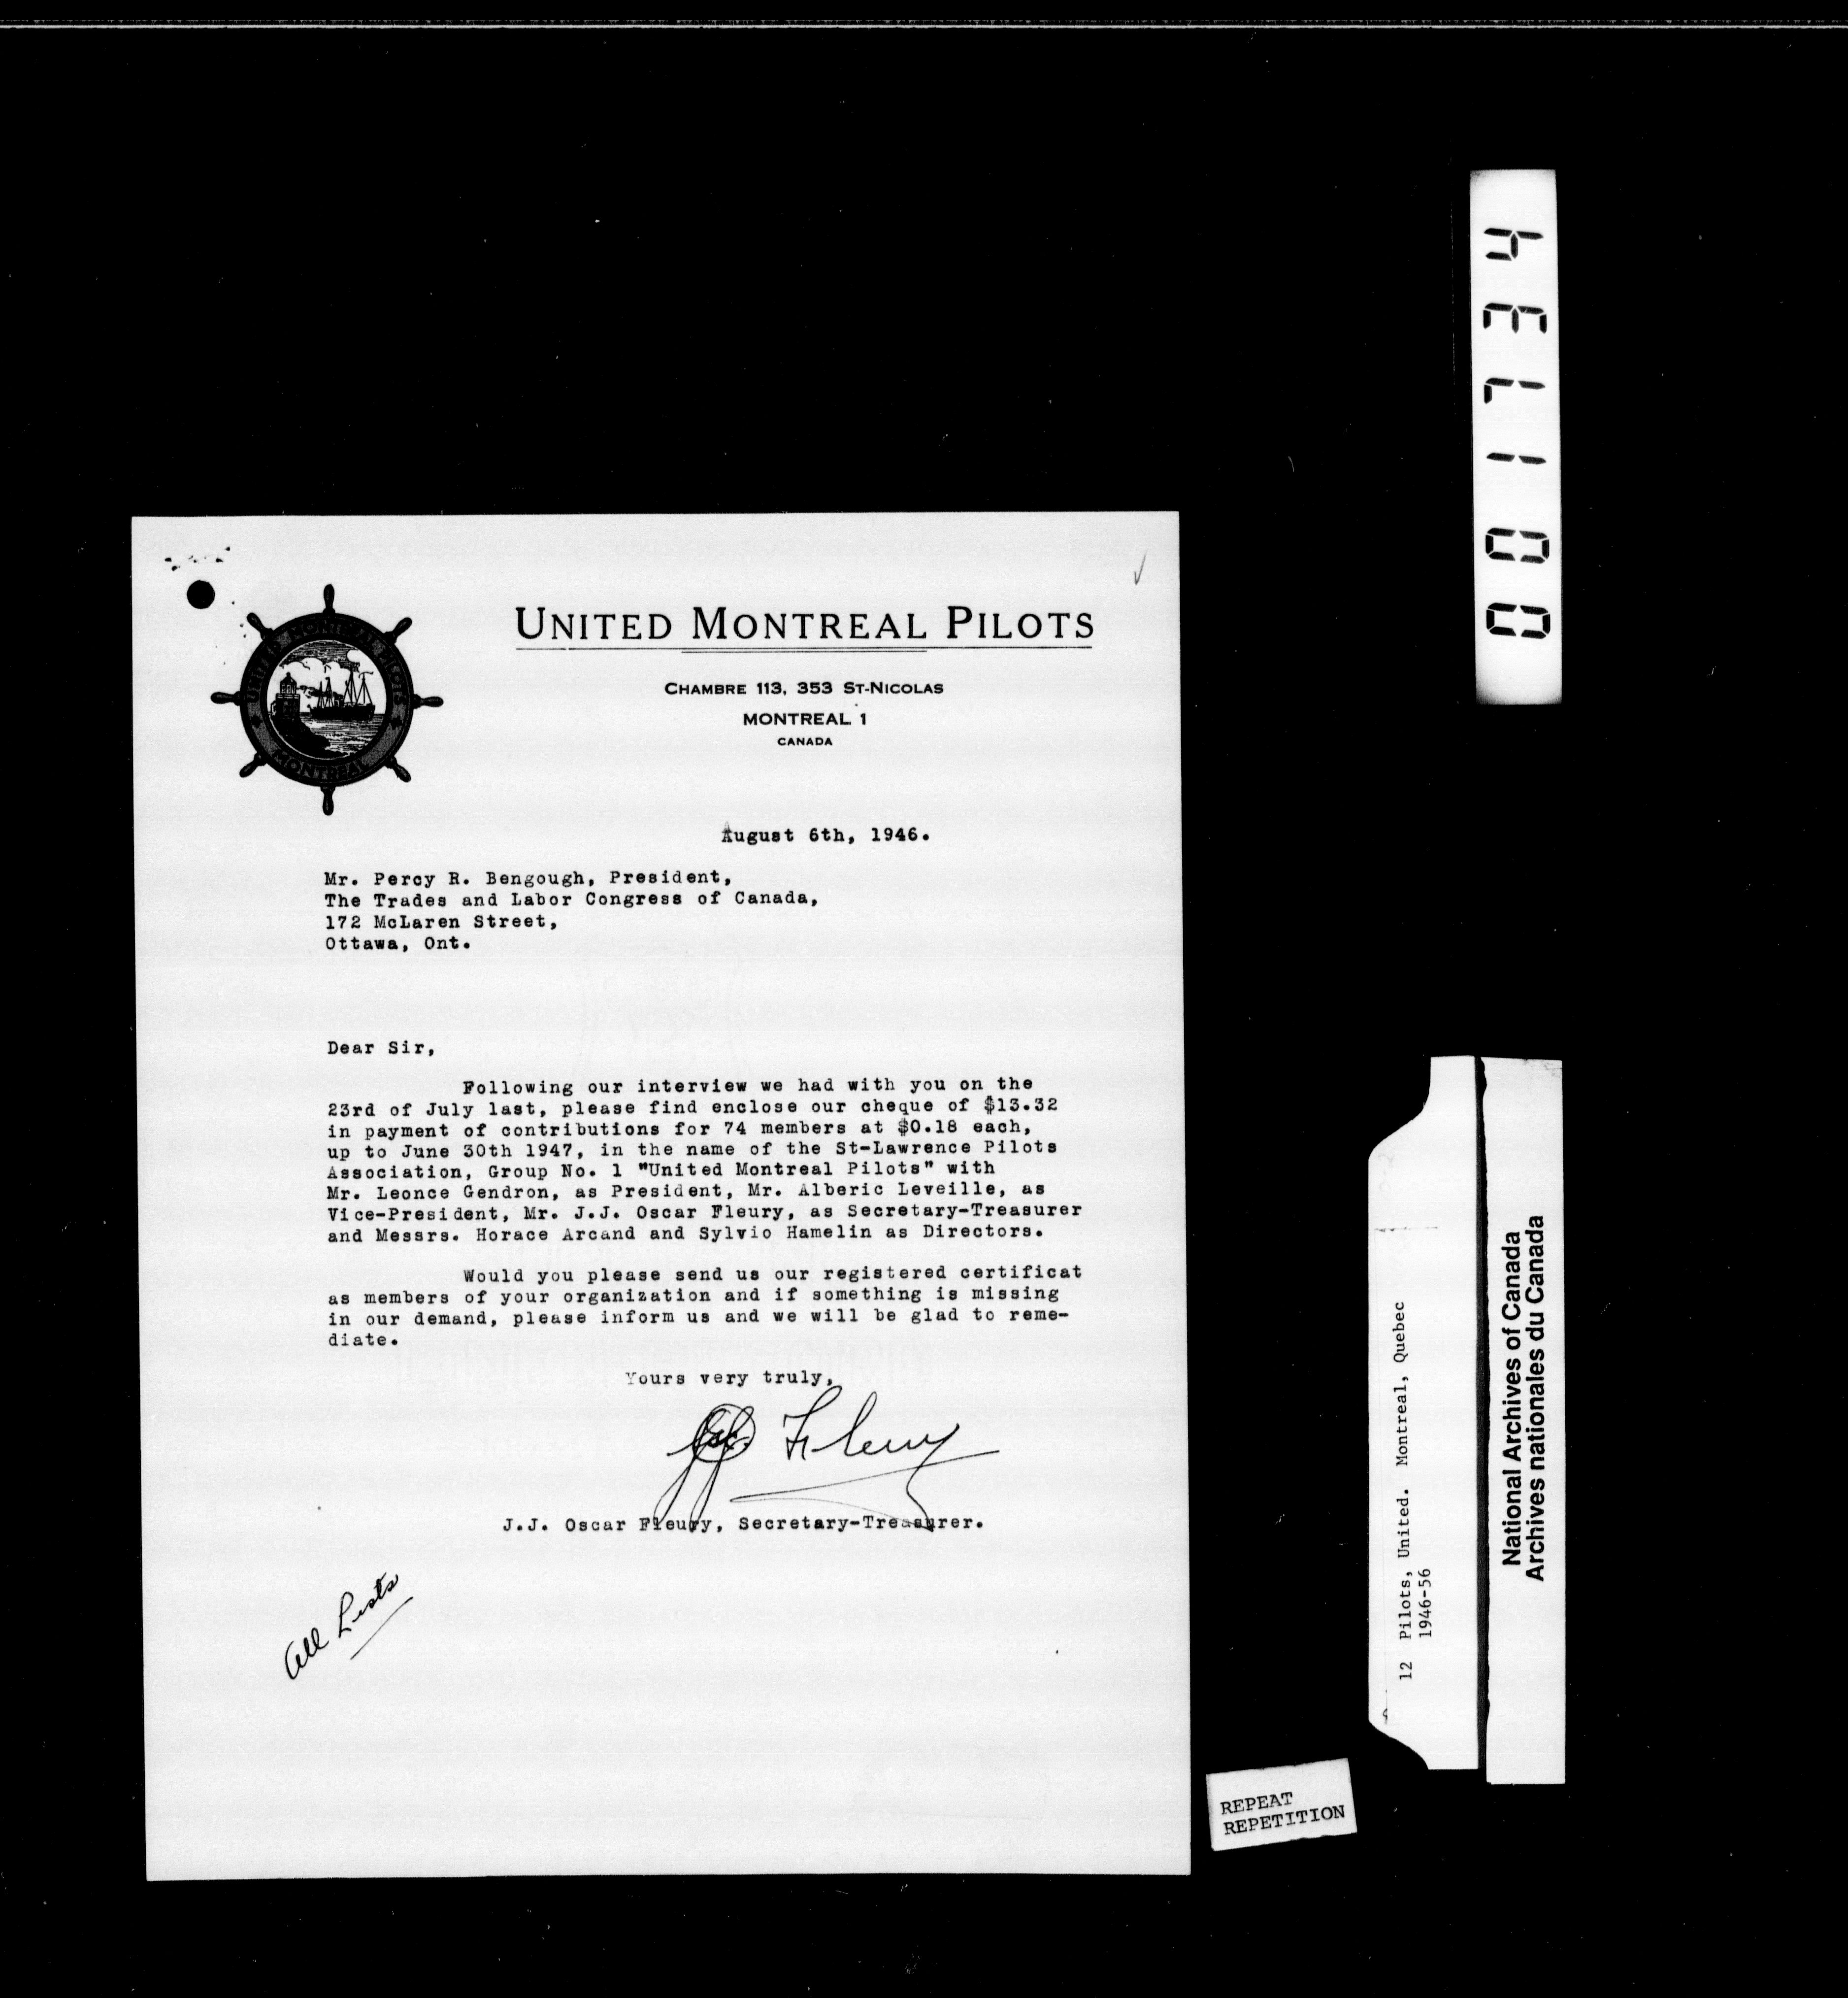 UNITED MONTREAL PILOTS
CHAMBRE 113, 353 ST-NICOLAS
MONTREAL 1
CANADA
UNITED MONTREAL PILOTS
MONTREAL
August 6th, 1946.
Mr. Percy R. Bengough, President,
The Trades and Labor Congress of Canada,
172 McLaren Street,
Ottawa, Ont.
Dear Sir,
Following our interview we had with you on the
23rd of July last, please find enclose our cheque of $13.32
in payment of contributions for 74 members at $0.18 each,
up to June 30th 1947, in the name of the St-Lawrence Pilots
Association, Group No. 1 "United Montreal Pilots" with
Mr. Leonce Gendron, as President, Mr. Alberic Leveille, as
Vice-President, Mr. J.J. Oscar Fleury, as Secretary-Treasurer
and Messrs. Horace Arcand and Sylvio Hamelin as Directors.
Would you please send us our registered certificat
as members of your organization and if something is missing
in our demand, please inform us and we will be glad to reme-
diate.
Yours very truly,
JJ Osc. Fleury
J.J. Oscar Fleury, Secretary-Treasurer.
All Lists
001734
12 Pilots, United. Montreal, Quebec
1946-56
National Archives of Canada
Archives nationales du Canada
REPEAT
REPETITION